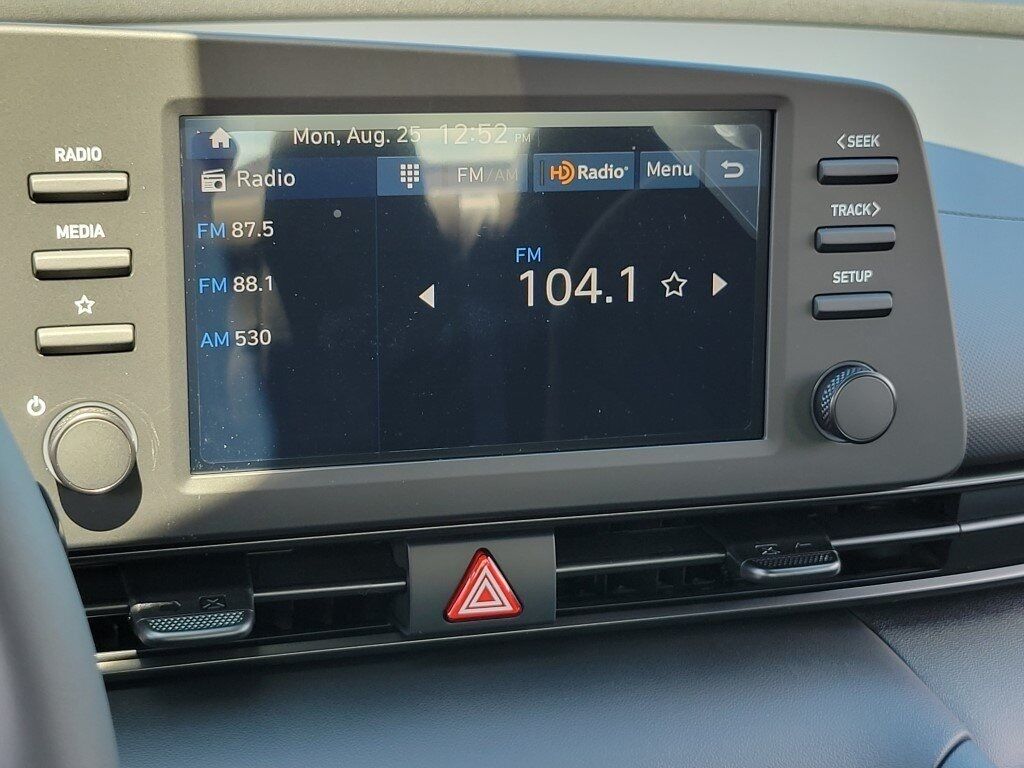 RADIO
MEDIA
Mon, Aug. 25 12:52 PM
Radio
FM/AM
HD Radio®
Menu
FM 87.5
FM 88.1
AM 530
FM
104.1
<SEEK
TRACK>
SETUP